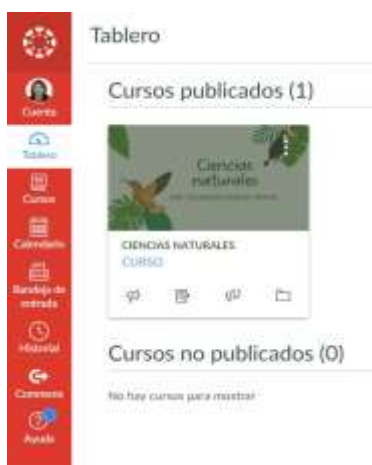 Tablero
Cuenta
Tablero
Cursos
Calendario
Bandeja de
entrada
Historial
Commons
Ayuda
Cursos publicados (1)
Ciencias
naturales
CIENCIAS NATURALES
CURSO
Cursos no publicados (0)
No hay cursos para mostrar